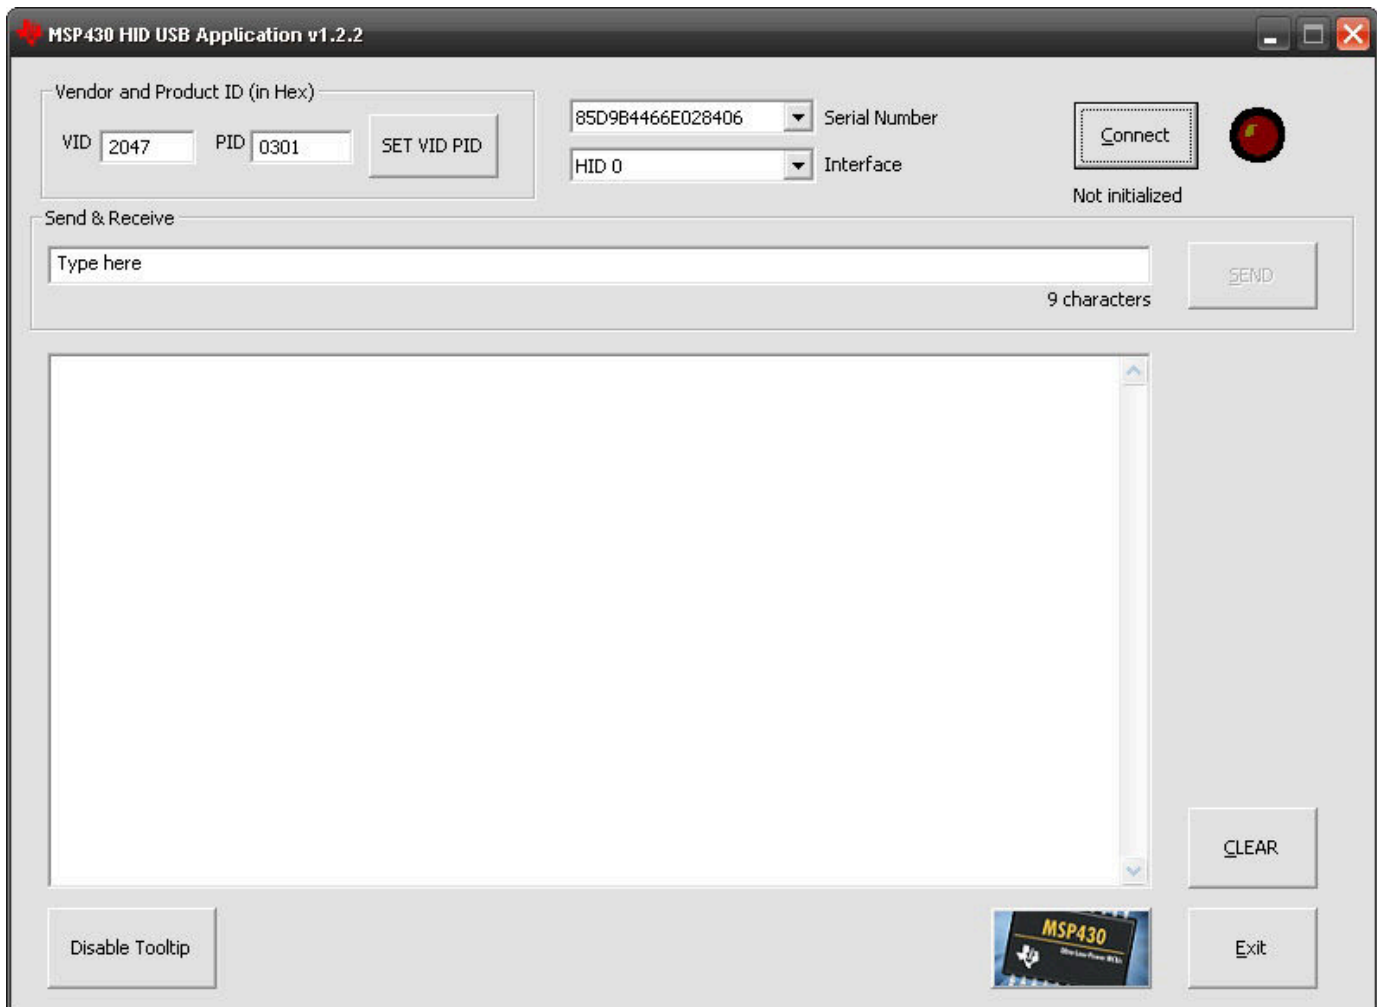 MSP430 HID USB Application v1.2.2
Vendor and Product ID (in Hex)
VID 2047 PID 0301 SET VID PID
85D9B4466E028406 Serial Number
HID 0 Interface
Connect
Not initialized
Send & Receive
Type here
SEND
9 characters
CLEAR
Disable Tooltip
MSP430
Exit